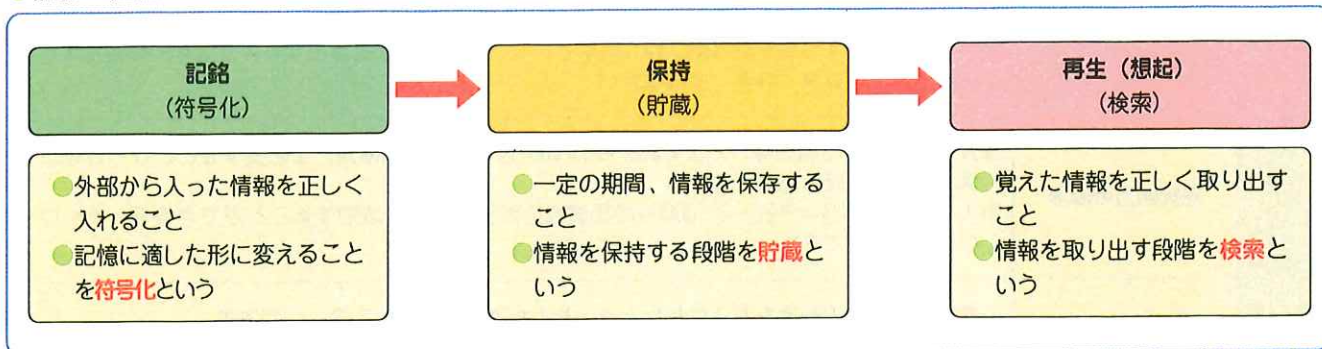 記銘
(符号化)
●外部から入った情報を正しく
入れること
●記憶に適した形に変えること
を符号化という
保持
(貯蔵)
●一定の期間、情報を保存する
こと
●情報を保持する段階を貯蔵と
いう
再生（想起）
(検索)
●覚えた情報を正しく取り出す
こと
●情報を取り出す段階を検索と
いう